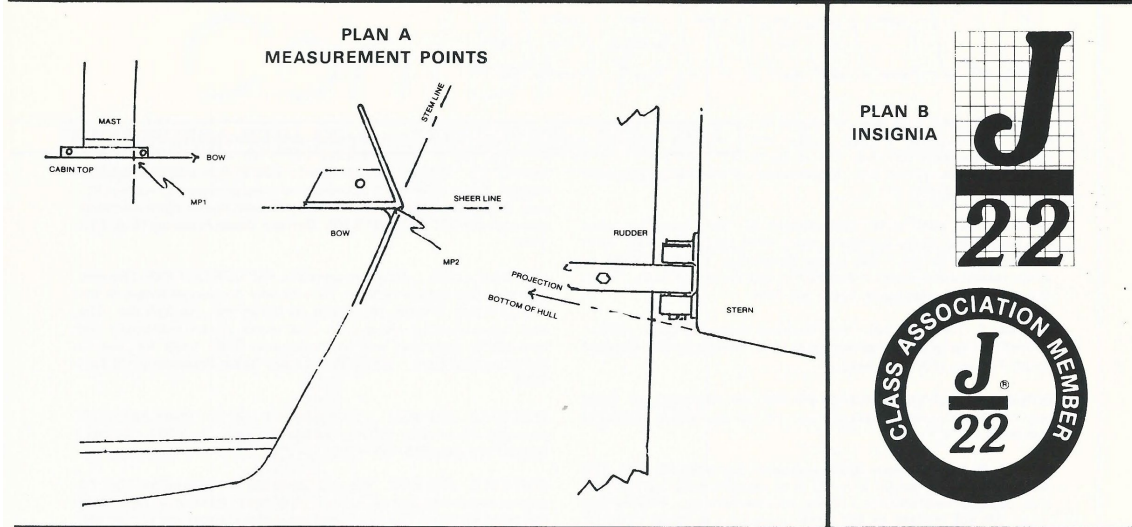 PLAN A
MEASUREMENT POINTS
MAST
BOW
CABIN TOP
MP1
STEM LINE
SHEER LINE
BOW
MP2
RUDDER
PROJECTION
BOTTOM OF HULL
STERN
PLAN B
INSIGNIA
J
22
CLASS ASSOCIATION MEMBER
J ®
22